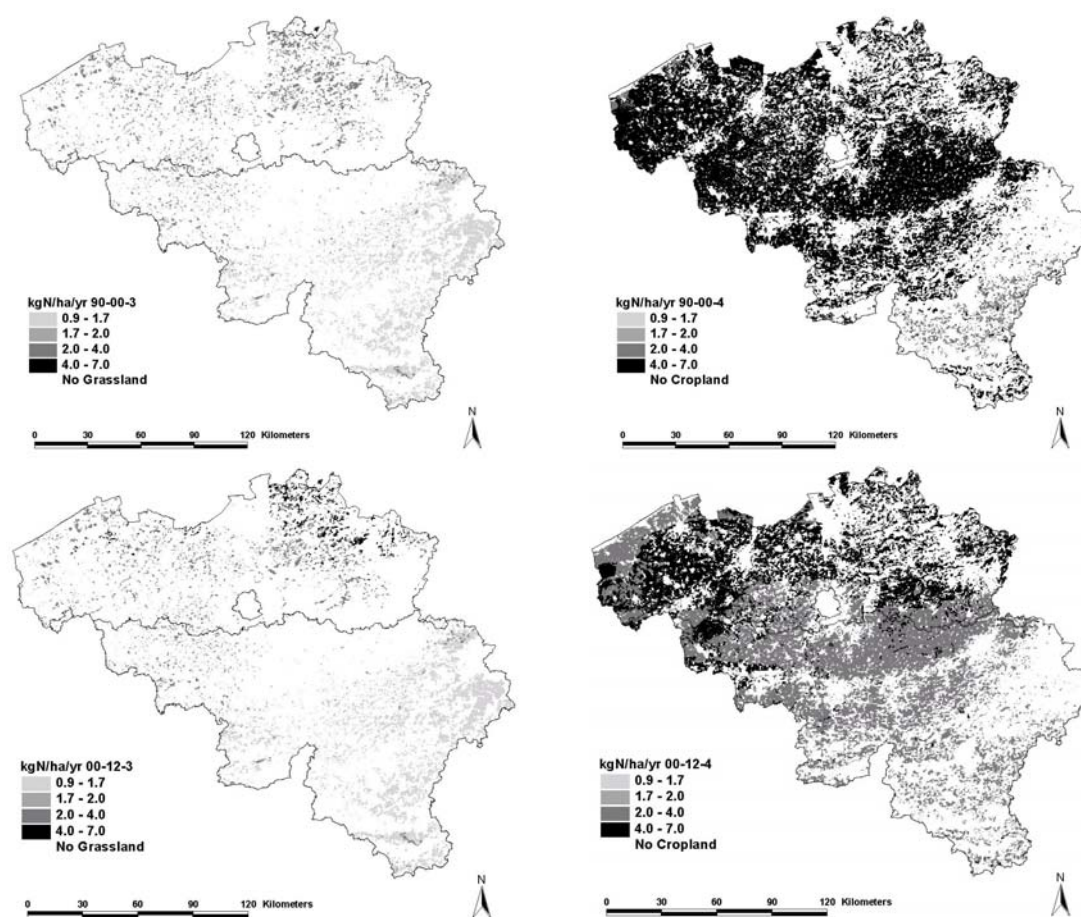 kgN/ha/yr 90-00-3
0.9 - 1.7
1.7 - 2.0
2.0 - 4.0
4.0 - 7.0
No Grassland
N
0 30 60 90 120 Kilometers
kgN/ha/yr 90-00-4
0.9 - 1.7
1.7 - 2.0
2.0 - 4.0
4.0 - 7.0
No Cropland
N
0 30 60 90 120 Kilometers
kgN/ha/yr 00-12-3
0.9 - 1.7
1.7 - 2.0
2.0 - 4.0
4.0 - 7.0
No Grassland
N
0 30 60 90 120 Kilometers
kgN/ha/yr 00-12-4
0.9 - 1.7
1.7 - 2.0
2.0 - 4.0
4.0 - 7.0
No Cropland
N
0 30 60 90 120 Kilometers